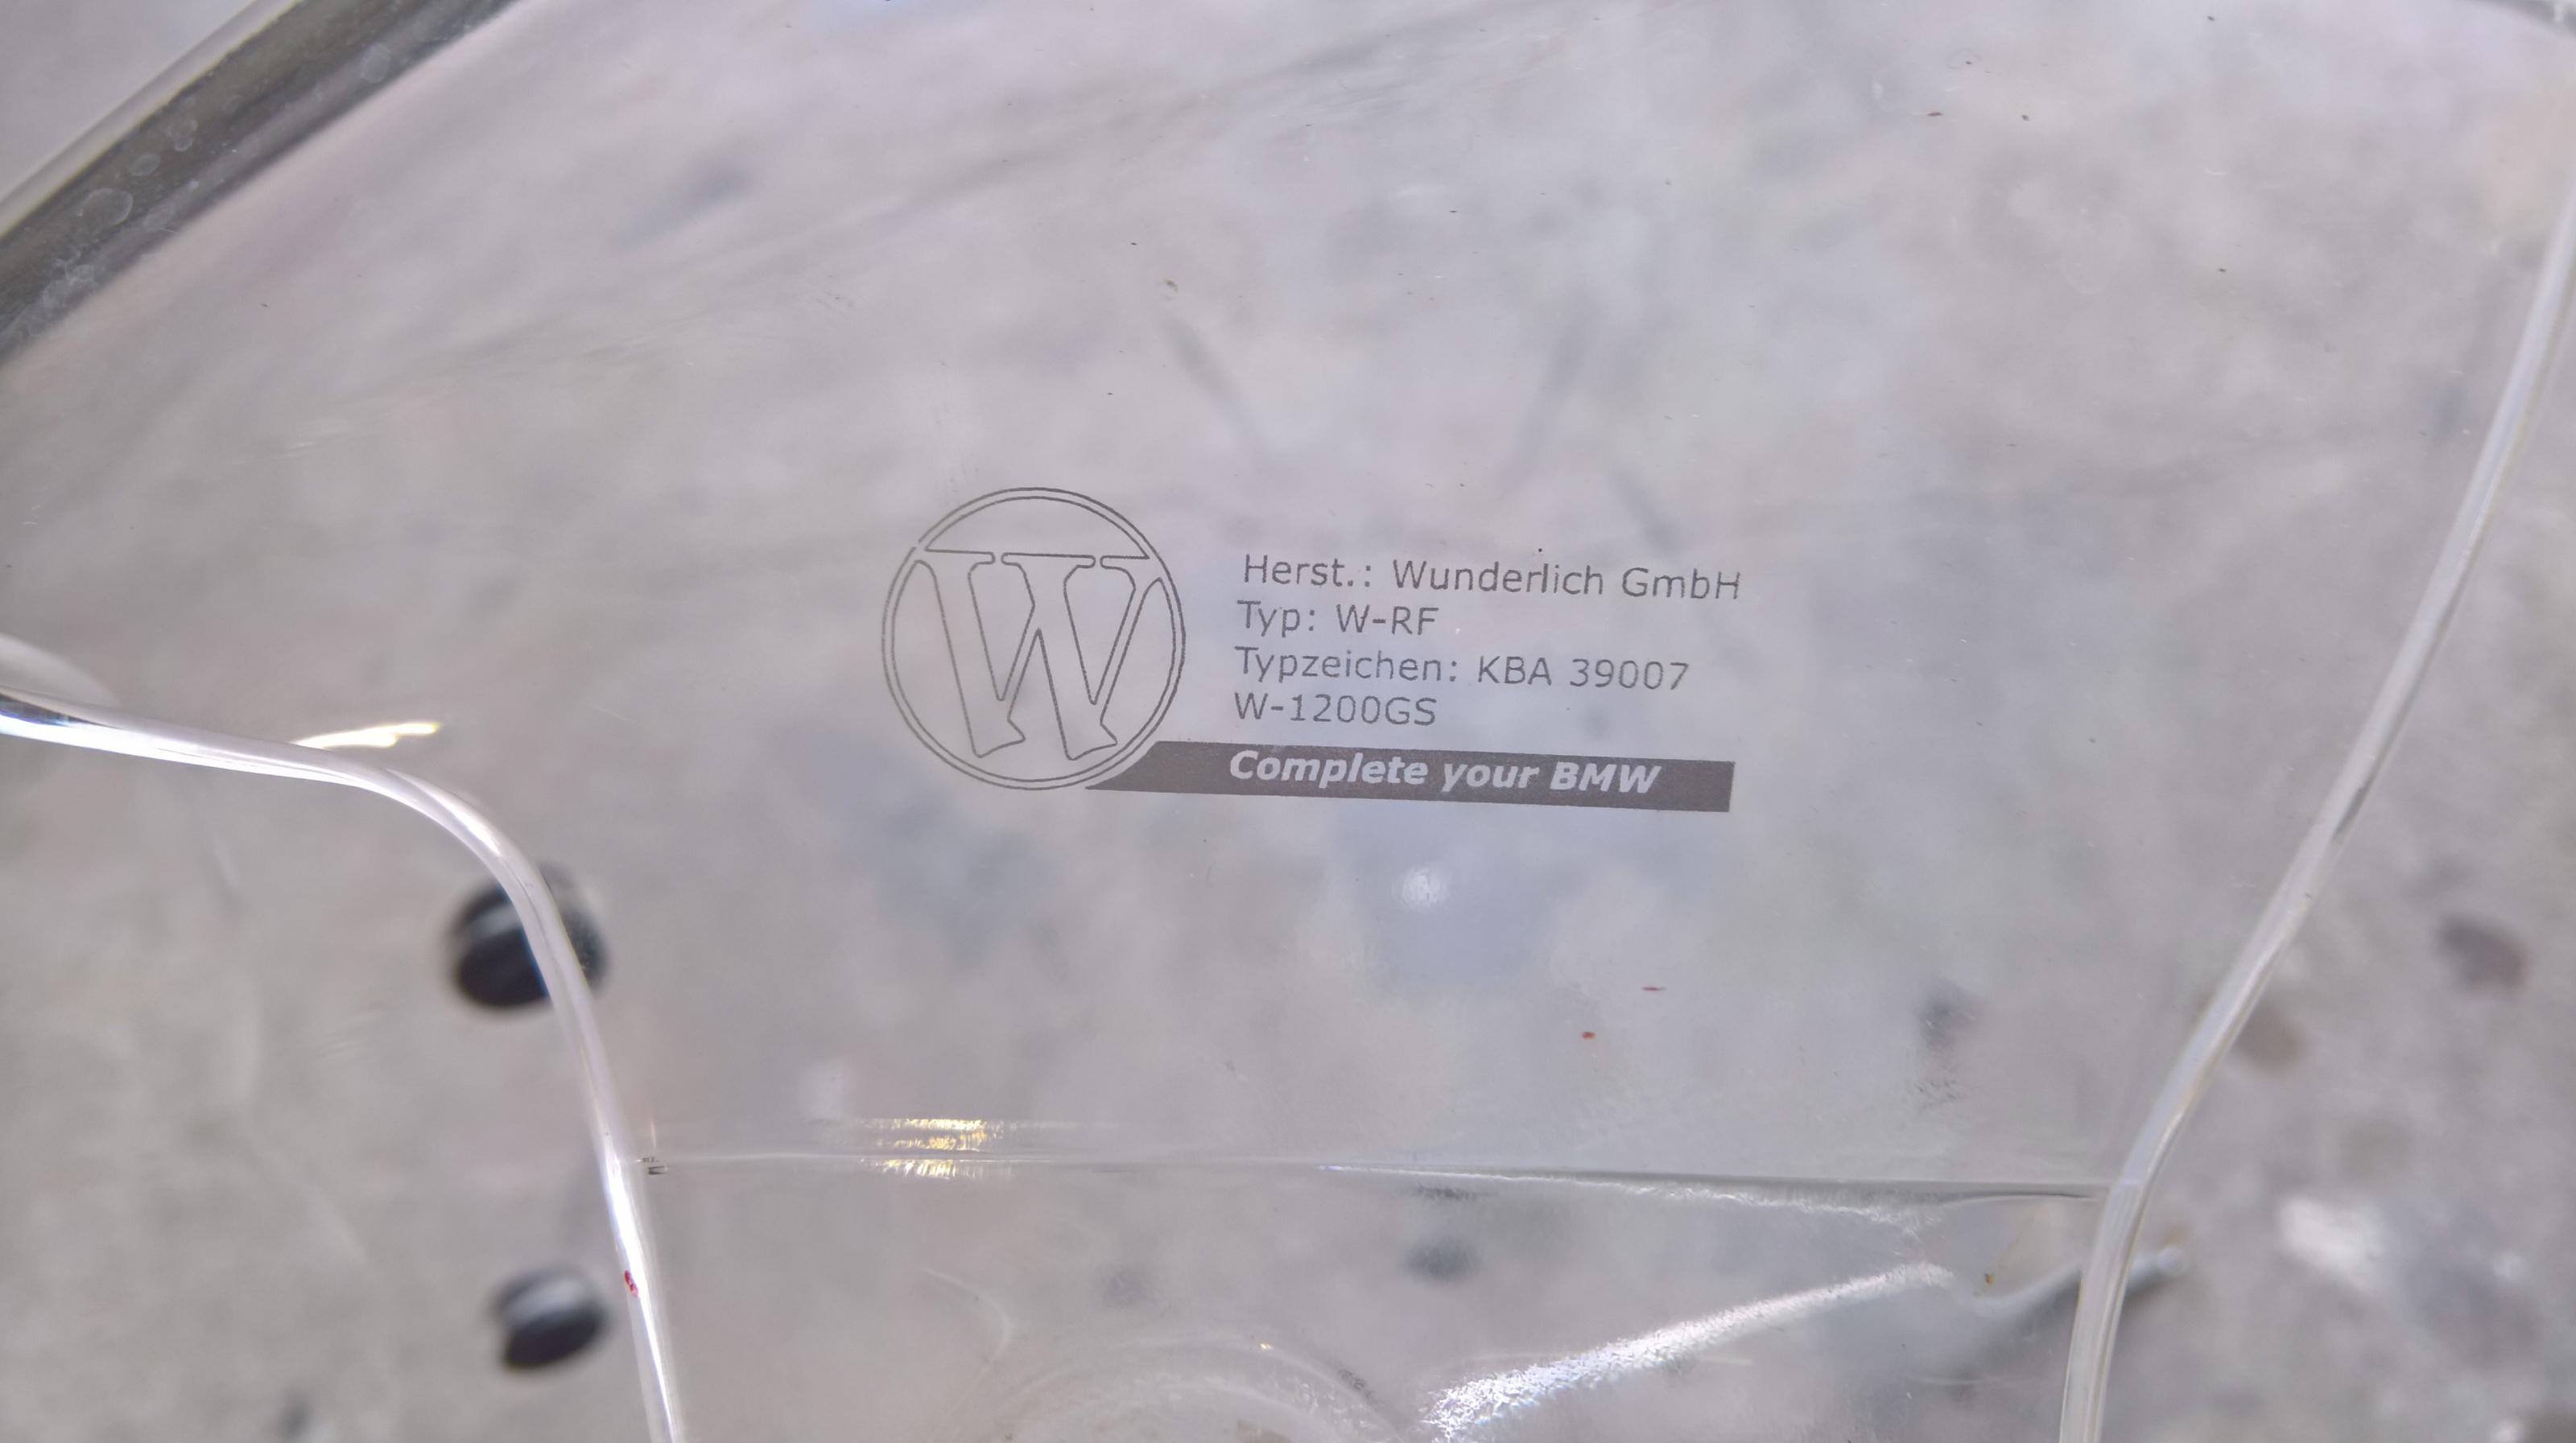 W
Herst.: Wunderlich GmbH
Typ: W-RF
Typzeichen: KBA 39007
W-1200GS
Complete your BMW